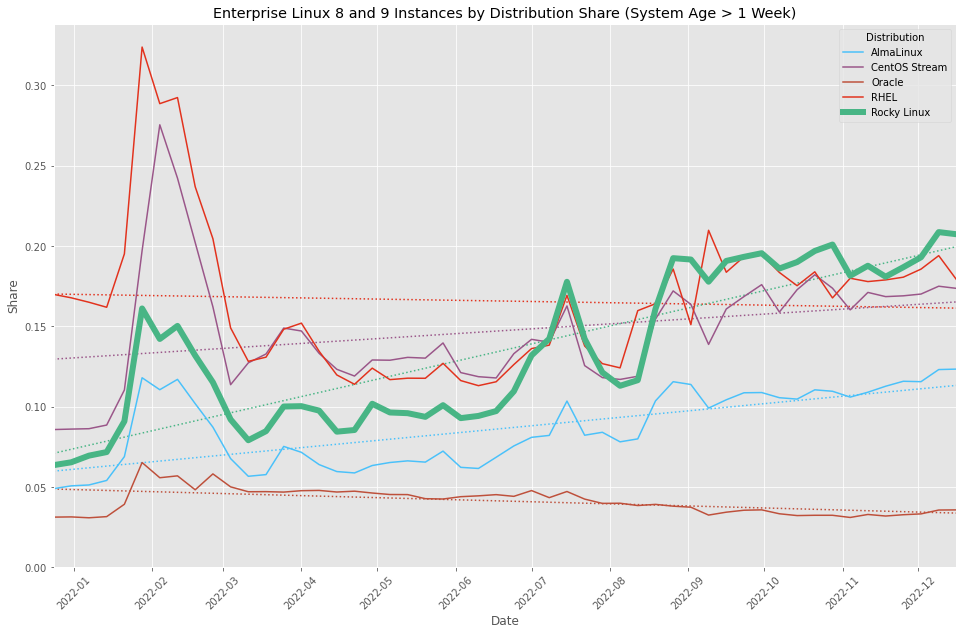 Enterprise Linux 8 and 9 Instances by Distribution Share (System Age > 1 Week)
Distribution
AlmaLinux
CentOS Stream
Oracle
RHEL
Rocky Linux
Share
0.30
0.25
0.20
0.15
0.10
0.05
0.00
2022-01
2022-02
2022-03
2022-04
2022-05
2022-06
2022-07
2022-08
2022-09
2022-10
2022-11
2022-12
Date